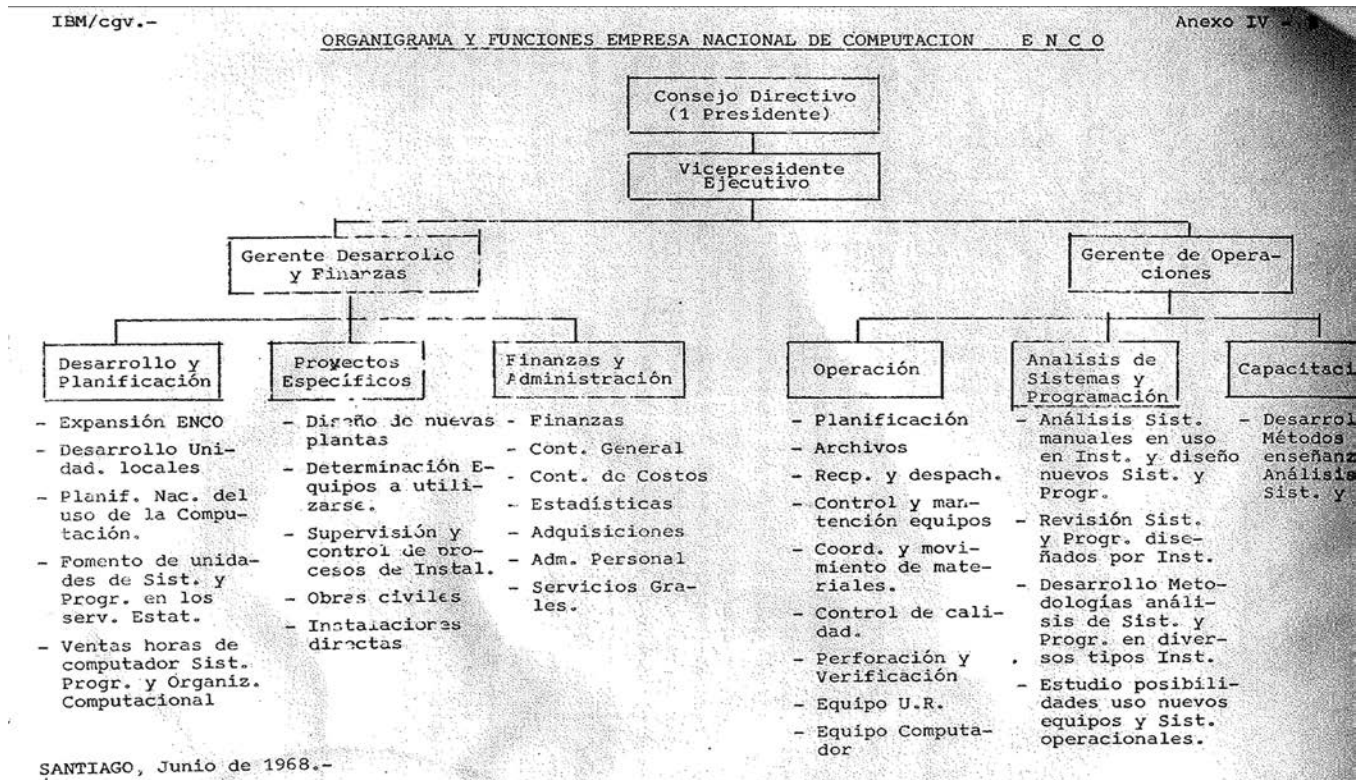 IBM/cgv.-
Anexo IV -
ORGANIGRAMA Y FUNCIONES EMPRESA NACIONAL DE COMPUTACION E N C O
Consejo Directivo
(1 Presidente)
Vicepresidente
Ejecutivo
Gerente Desarrollo
y Finanzas
Gerente de Opera-
ciones
Desarrollo y
Planificación
- Expansión ENCO
- Desarrollo Uni-
dad. locales
- Planif. Nac. del
uso de la Compu-
tación.
- Fomento de unida-
des de Sist. y
Progr. en los
serv. Estat.
- Ventas horas de
computador Sist.
Progr. y Organiz.
Computacional
Proyectos
Específicos
- Diseño de nuevas
plantas
- Determinación E-
quipos a utili-
zarse.
- Supervisión y
control de pro-
cesos de Instal.
- Obras civiles
- Instalaciones
directas
Finanzas y
Administración
- Finanzas
- Cont. General
- Cont. de Costos
- Estadísticas
- Adquisiciones
- Adm. Personal
- Servicios Gra-
les.
Operación
- Planificación
- Archivos
- Recp. y despach.
- Control y man-
tención equipos
- Coord. y movi-
miento de mate-
riales.
- Control de cali-
dad.
- Perforación y
Verificación
- Equipo U.R.
- Equipo Computa-
dor
Analisis de
Sistemas y
Programación
- Análisis Sist.
manuales en uso
en Inst. y diseño
nuevos Sist. y
Progr.
- Revisión Sist.
y Progr. dise-
ñados por Inst.
- Desarrollo Meto-
dologías análi-
sis de Sist. y
Progr. en diver-
sos tipos Inst.
- Estudio posibili-
dades uso nuevos
equipos y Sist.
operacionales.
Capacitaci
- Desarrol
Métodos
enseñanz
Análisis
Sist. y
SANTIAGO, Junio de 1968.-